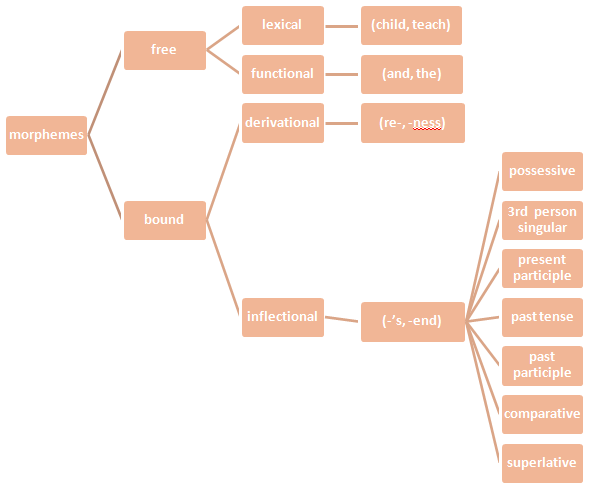 morphemes
free
lexical
(child, teach)
functional
(and, the)
bound
derivational
(re-, -ness)
inflectional
(-'s, -end)
possessive
3rd person
singular
present
participle
past tense
past
participle
comparative
superlative